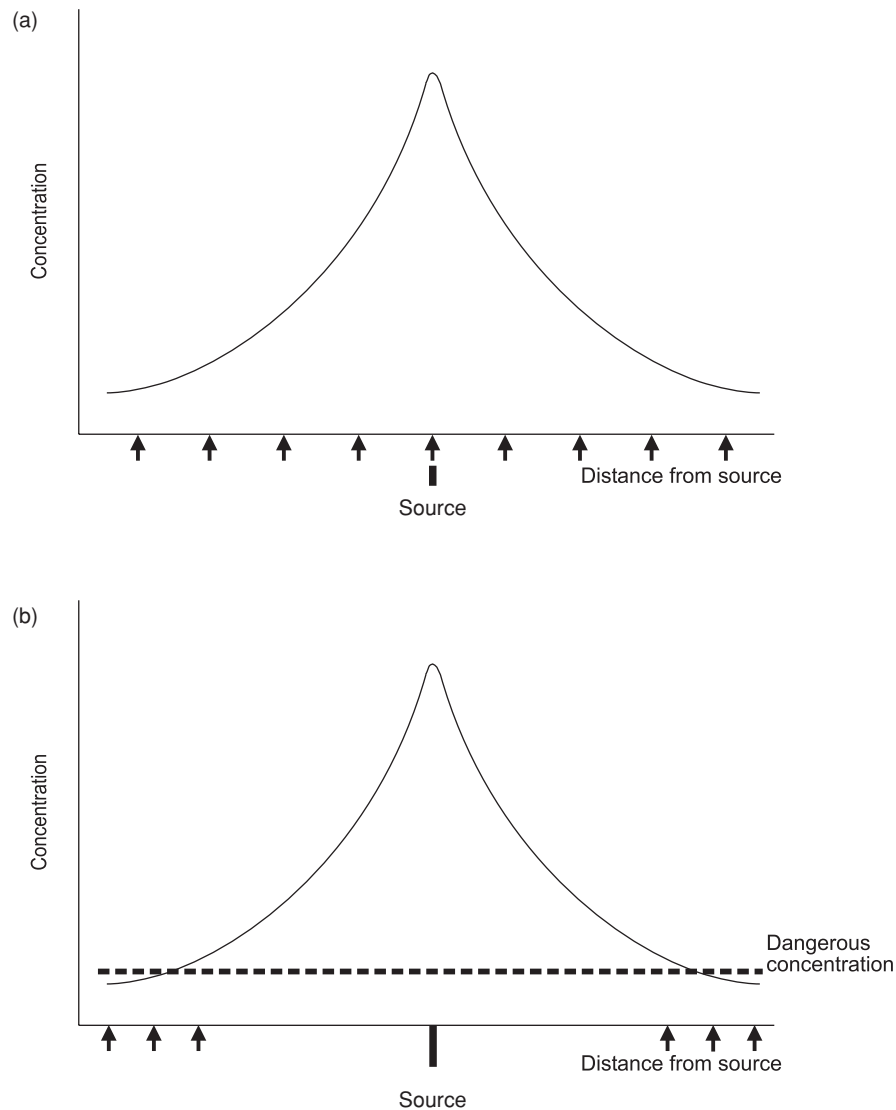 (a)
Concentration
Distance from source
Source
(b)
Concentration
Dangerous
concentration
Distance from source
Source